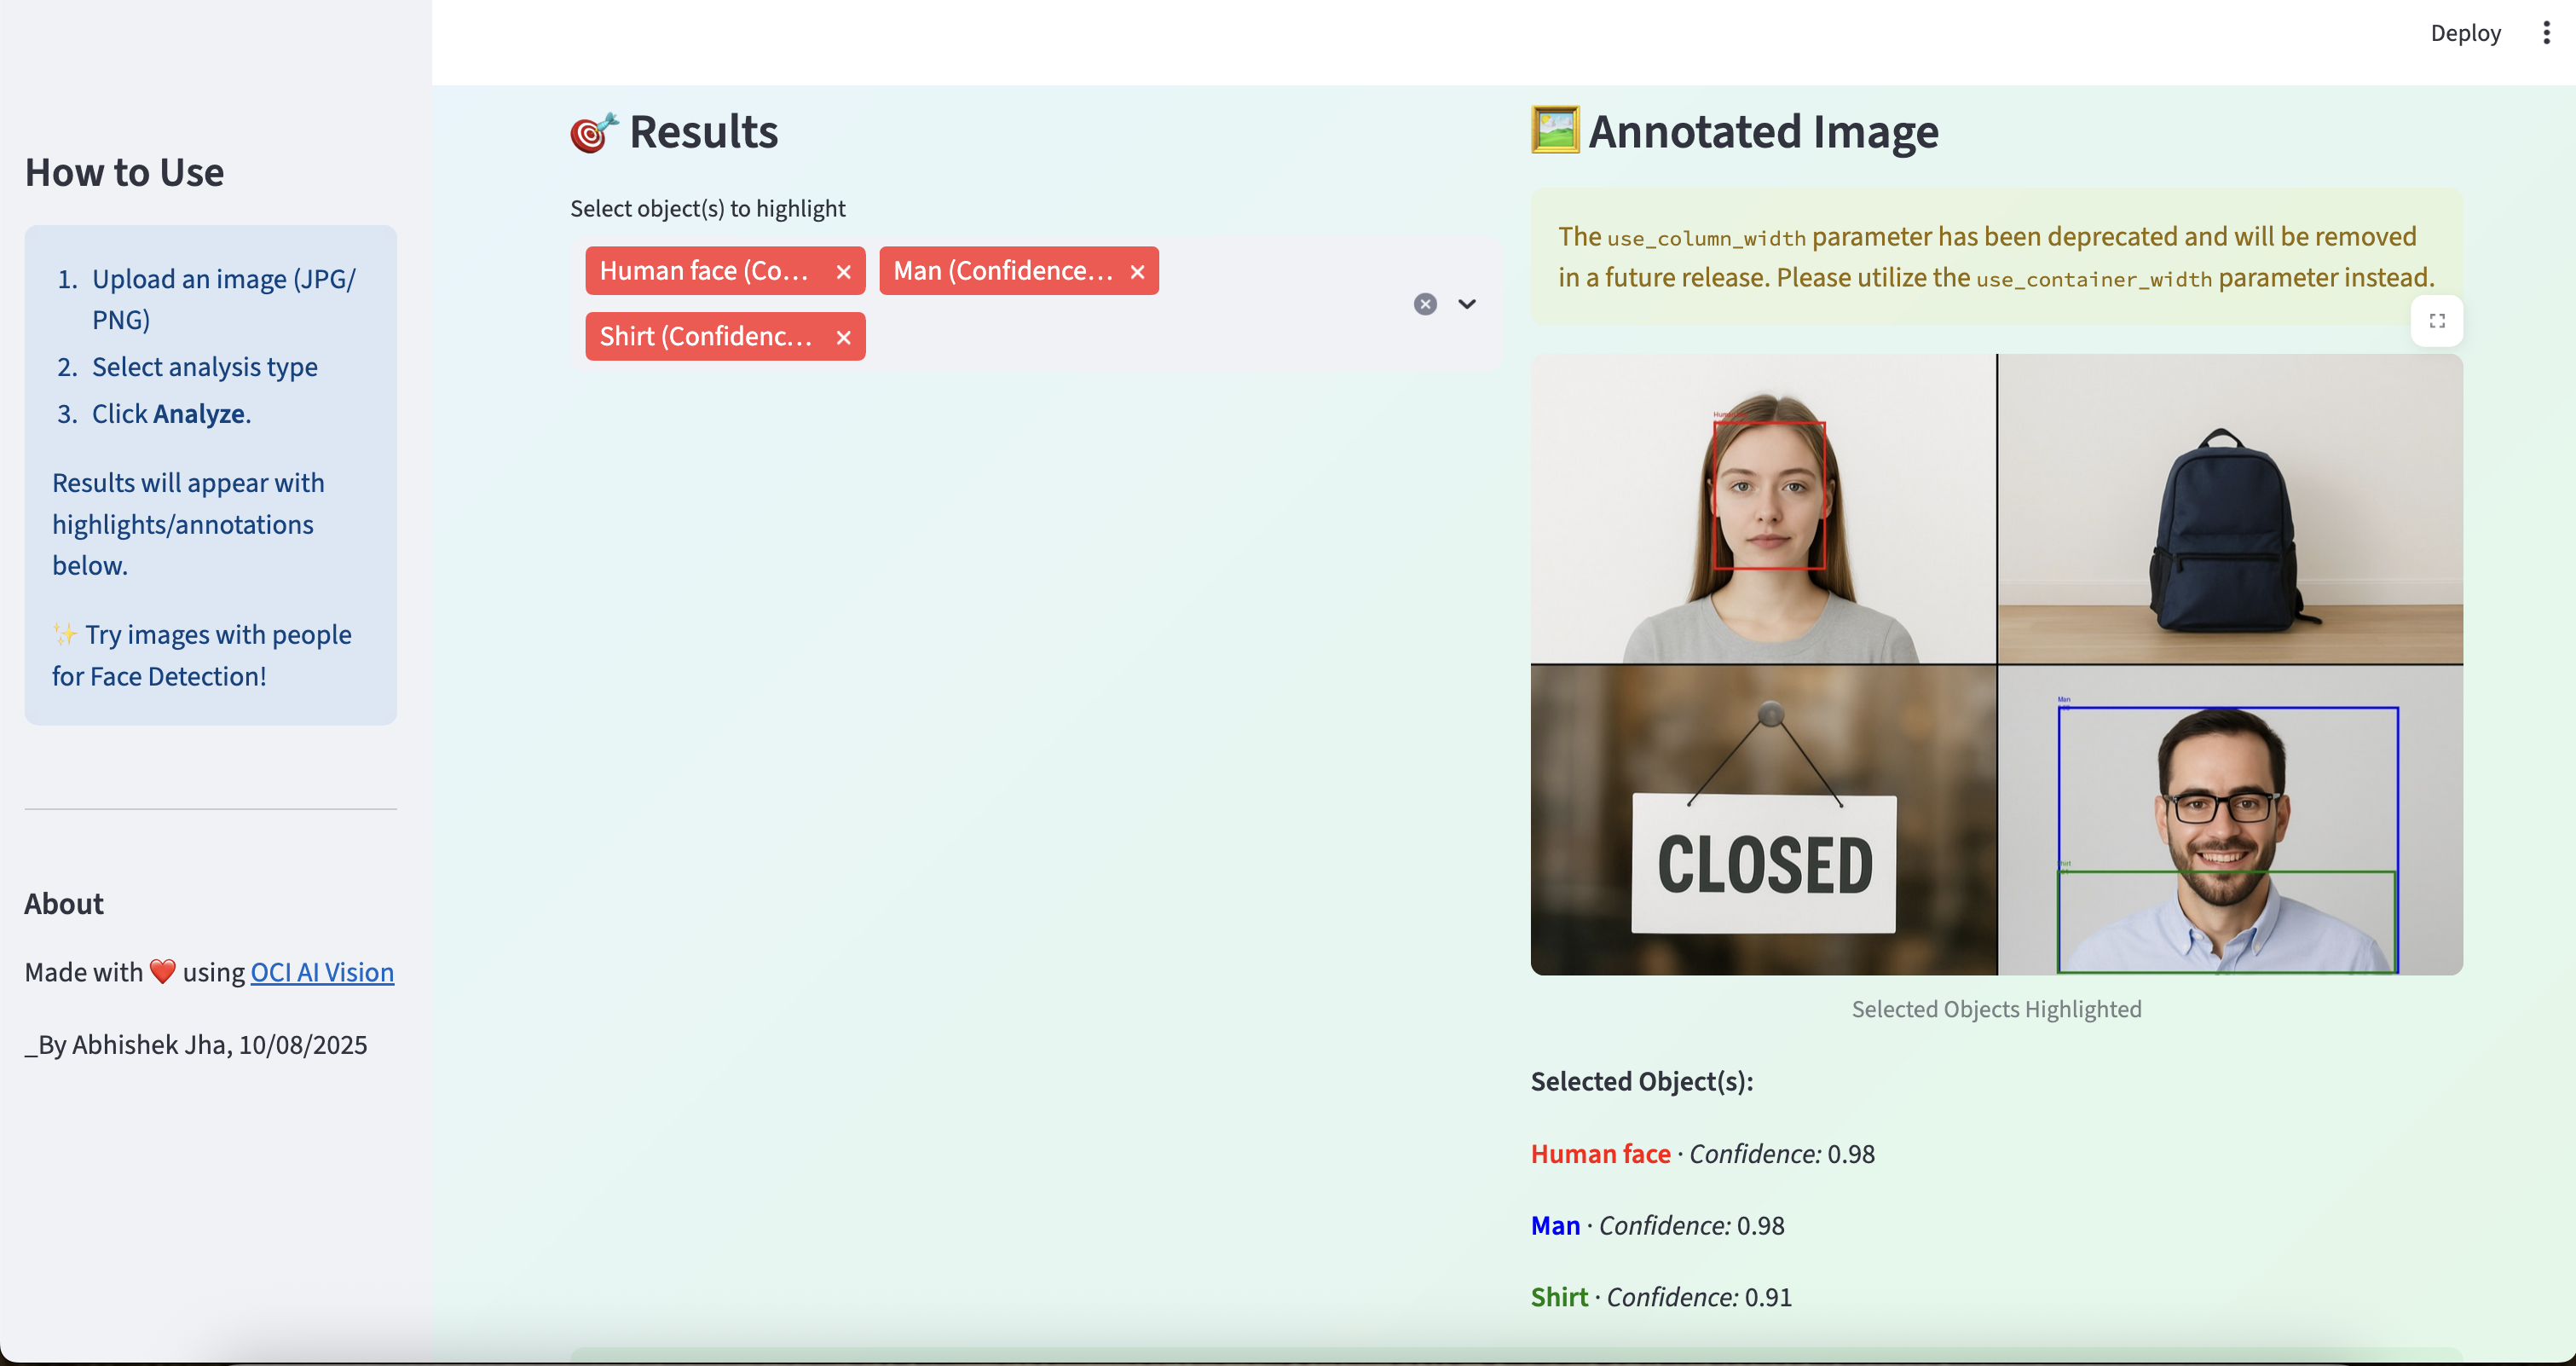 Deploy
How to Use
1. Upload an image (JPG/
PNG)
2. Select analysis type
3. Click Analyze.
Results will appear with
highlights/annotations
below.
✨ Try images with people
for Face Detection!
About
Made with ❤️ using OCI AI Vision
_By Abhishek Jha, 10/08/2025
🎯 Results
Select object(s) to highlight
Human face (Co...
Man (Confidence...
Shirt (Confidenc...
🖼️ Annotated Image
The use_column_width parameter has been deprecated and will be removed
in a future release. Please utilize the use_container_width parameter instead.
CLOSED
Man
Selected Objects Highlighted
Selected Object(s):
Human face · Confidence: 0.98
Man · Confidence: 0.98
Shirt · Confidence: 0.91